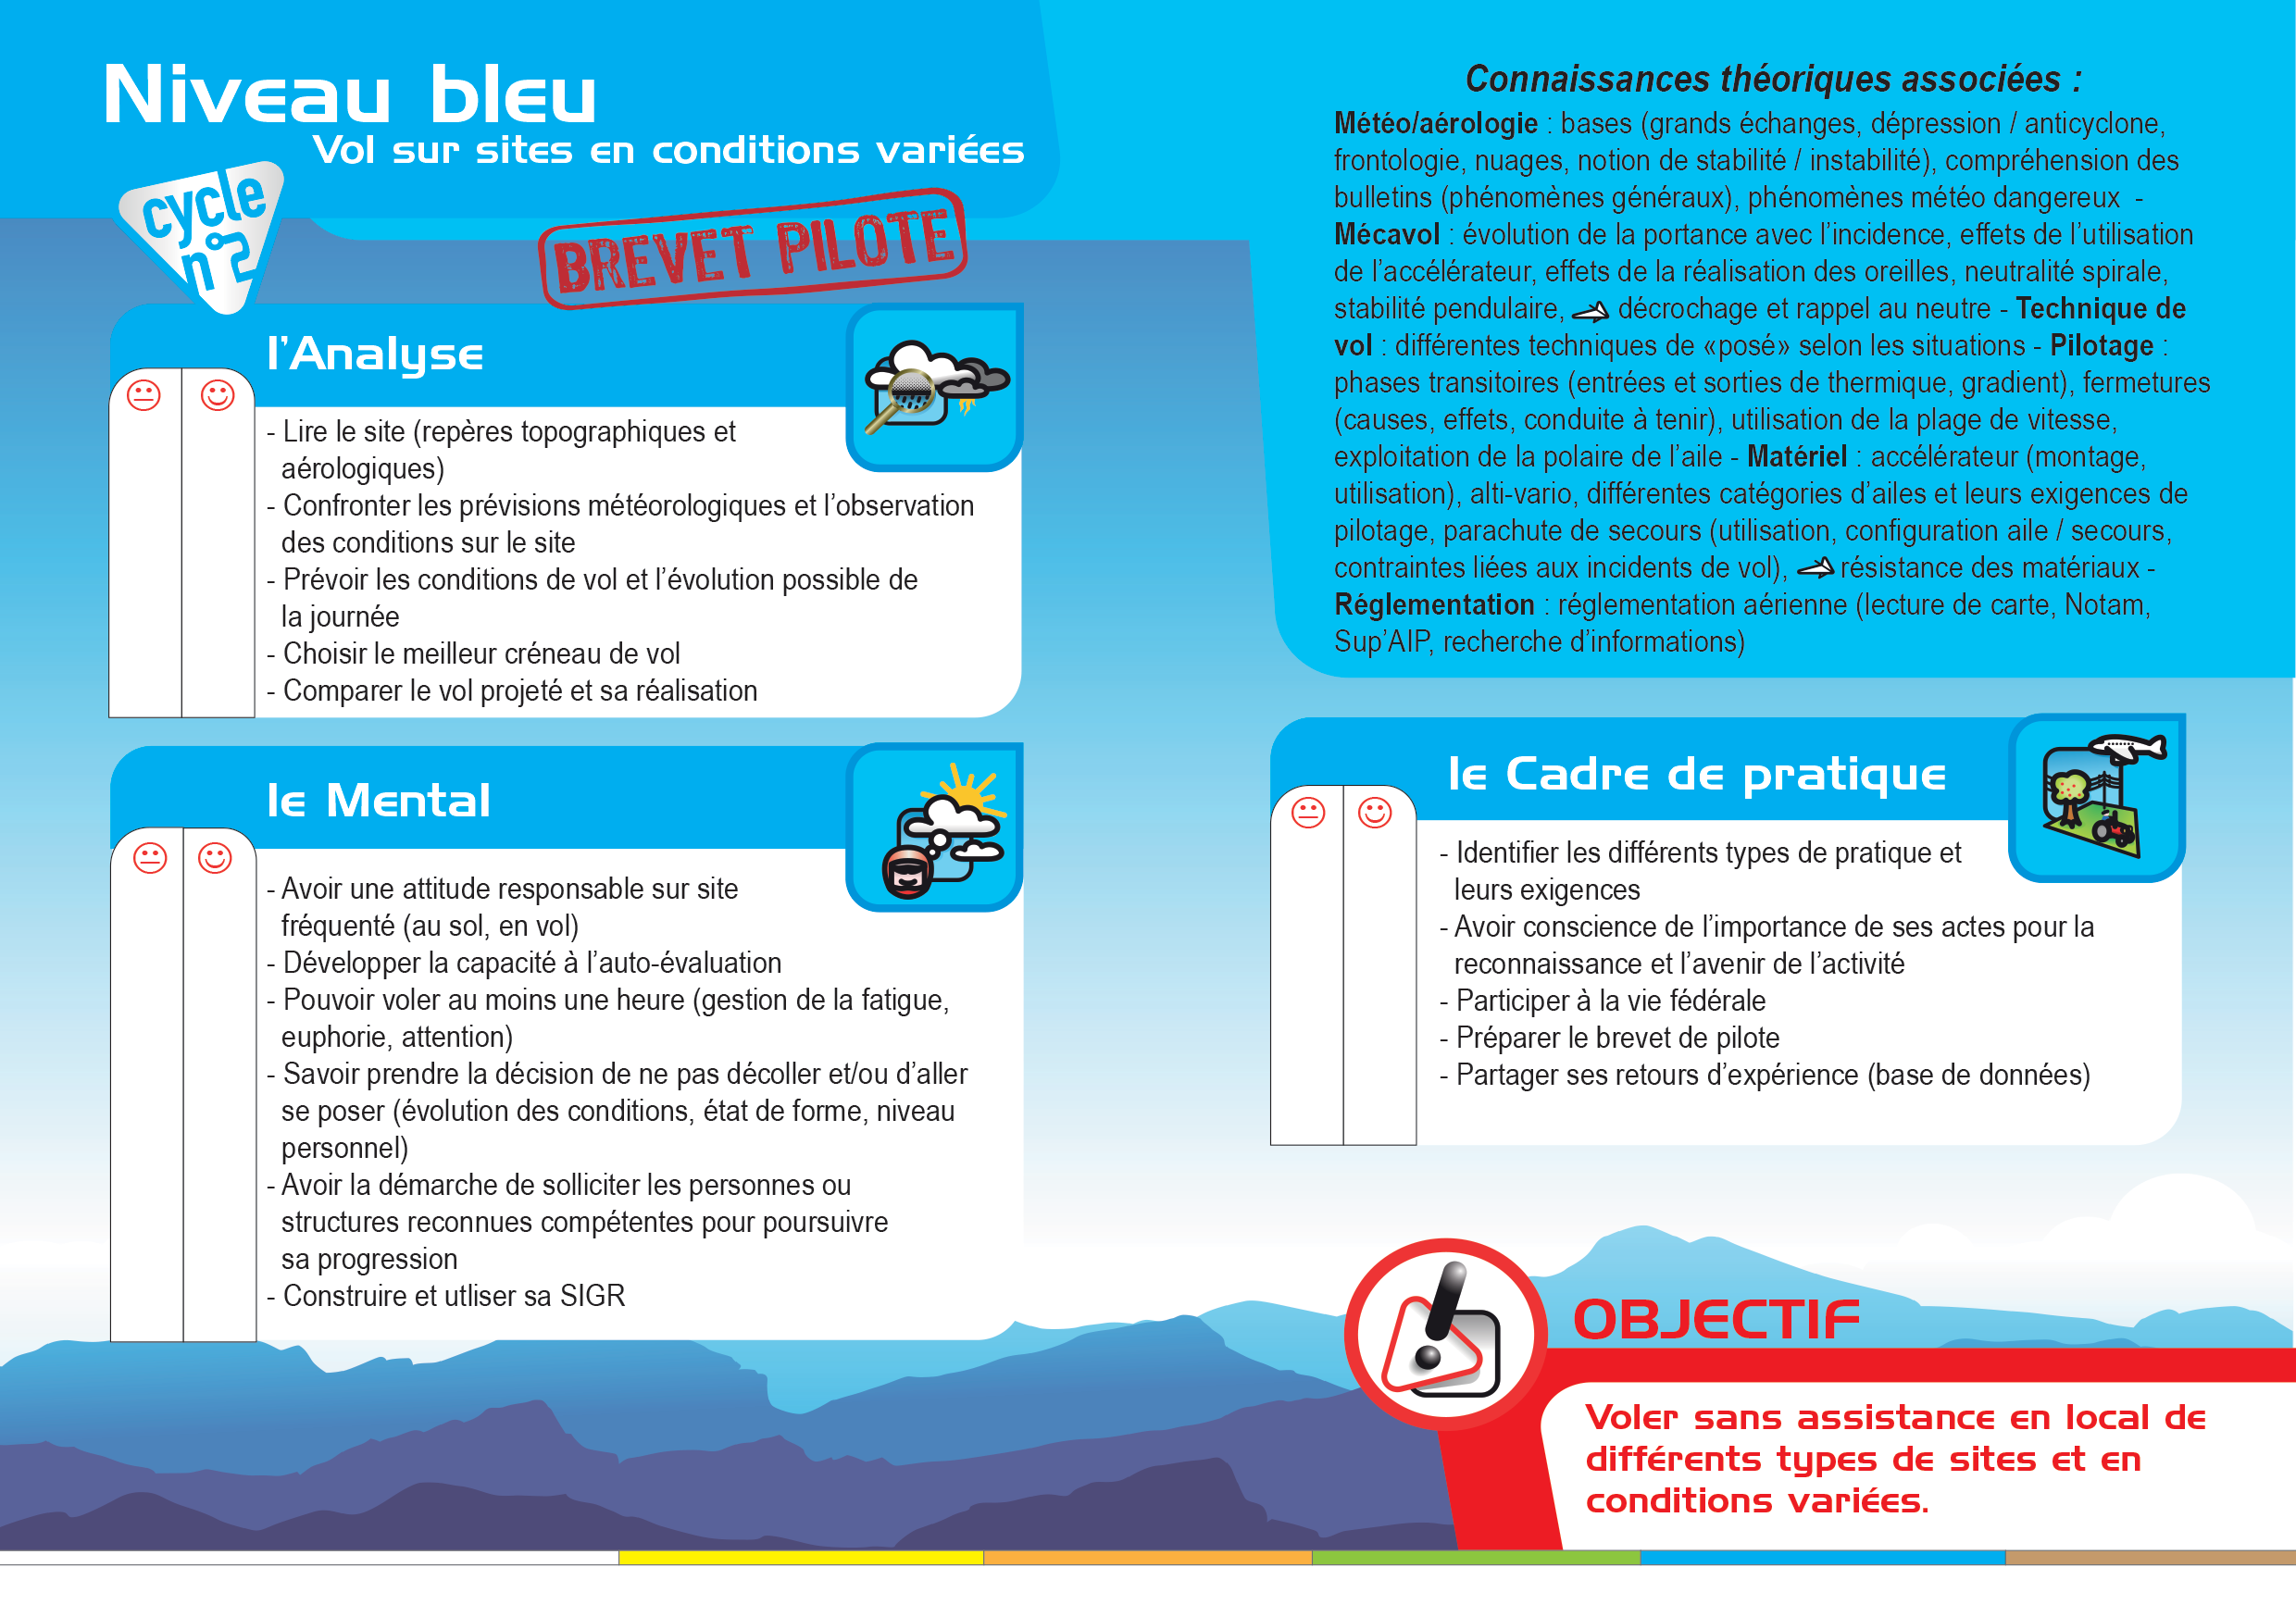 Niveau bleu
Vol sur sites en conditions variées
cycle
n°2
BREVET PILOTE
l'Analyse
- Lire le site (repères topographiques et
aérologiques)
- Confronter les prévisions météorologiques et l'observation
des conditions sur le site
- Prévoir les conditions de vol et l'évolution possible de
la journée
- Choisir le meilleur créneau de vol
- Comparer le vol projeté et sa réalisation
le Mental
- Avoir une attitude responsable sur site
fréquenté (au sol, en vol)
- Développer la capacité à l'auto-évaluation
- Pouvoir voler au moins une heure (gestion de la fatigue,
euphorie, attention)
- Savoir prendre la décision de ne pas décoller et/ou d'aller
se poser (évolution des conditions, état de forme, niveau
personnel)
- Avoir la démarche de solliciter les personnes ou
structures reconnues compétentes pour poursuivre
sa progression
- Construire et utliser sa SIGR
Connaissances théoriques associées :
Météo/aérologie : bases (grands échanges, dépression / anticyclone,
frontologie, nuages, notion de stabilité / instabilité), compréhension des
bulletins (phénomènes généraux), phénomènes météo dangereux -
Mécavol : évolution de la portance avec l'incidence, effets de l'utilisation
de l'accélérateur, effets de la réalisation des oreilles, neutralité spirale,
stabilité pendulaire, décrochage et rappel au neutre - Technique de
vol : différentes techniques de «posé» selon les situations - Pilotage :
phases transitoires (entrées et sorties de thermique, gradient), fermetures
(causes, effets, conduite à tenir), utilisation de la plage de vitesse,
exploitation de la polaire de l'aile - Matériel : accélérateur (montage,
utilisation), alti-vario, différentes catégories d'ailes et leurs exigences de
pilotage, parachute de secours (utilisation, configuration aile / secours,
contraintes liées aux incidents de vol), résistance des matériaux -
Réglementation : réglementation aérienne (lecture de carte, Notam,
Sup'AIP, recherche d'informations)
le Cadre de pratique
- Identifier les différents types de pratique et
leurs exigences
- Avoir conscience de l'importance de ses actes pour la
reconnaissance et l'avenir de l'activité
- Participer à la vie fédérale
- Préparer le brevet de pilote
- Partager ses retours d'expérience (base de données)
OBJECTIF
Voler sans assistance en local de
différents types de sites et en
conditions variées.